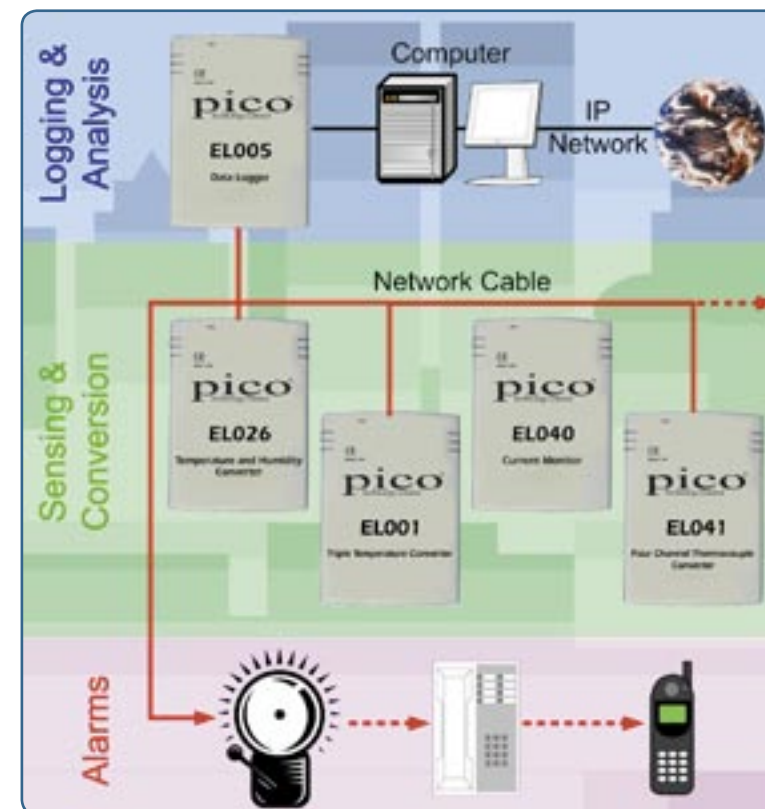 Logging &
Analysis
pico
EL005
Data Logger
Computer
IP
Network
Network Cable
Sensing &
Conversion
pico
EL026
Temperature and Humidity
Converter
pico
EL001
Triple Temperature Converter
pico
EL040
Current Monitor
pico
EL041
Four Channel Thermocouple
Converter
Alarms